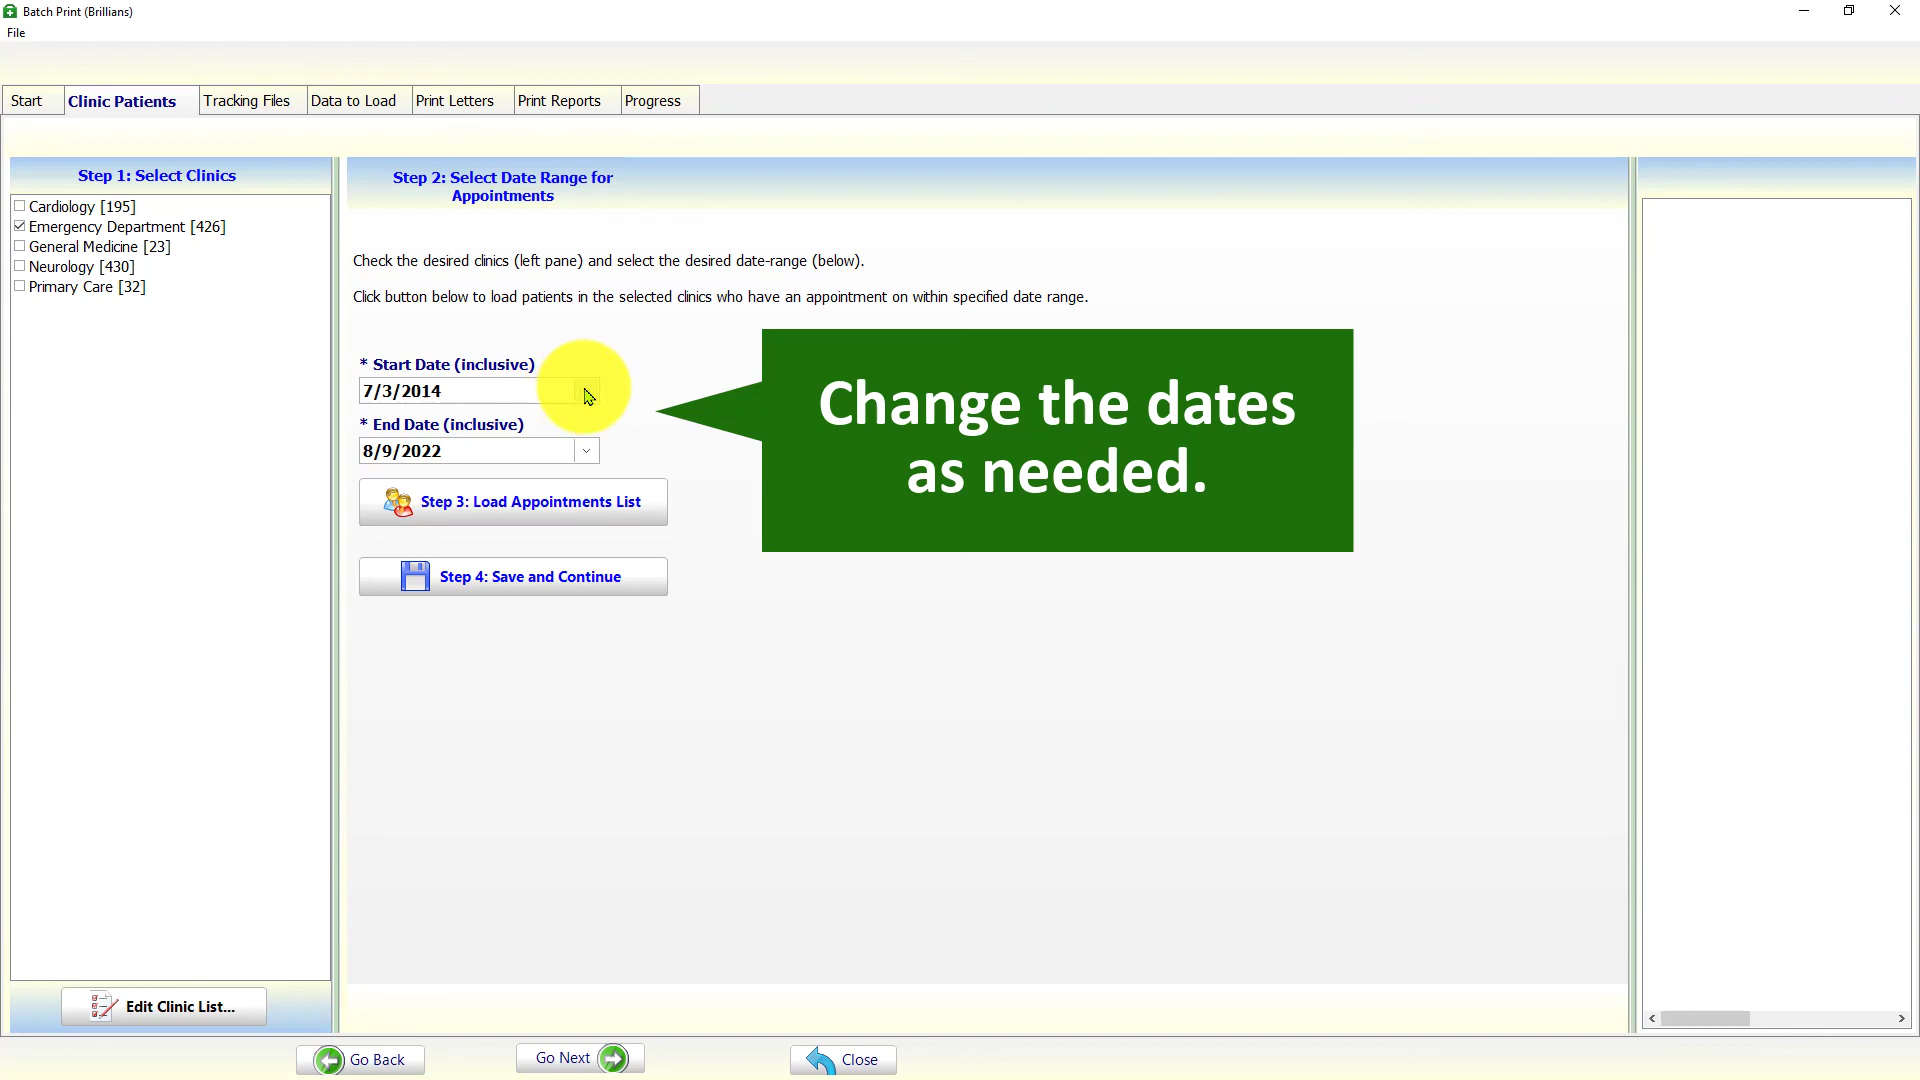 Batch Print (Brillians)
File
Start
Clinic Patients
Tracking Files
Data to Load
Print Letters
Print Reports
Progress
Step 1: Select Clinics
Cardiology [195]
Emergency Department [426]
General Medicine [23]
Neurology [430]
Primary Care [32]
Edit Clinic List...
Step 2: Select Date Range for
Appointments
Check the desired clinics (left pane) and select the desired date-range (below).
Click button below to load patients in the selected clinics who have an appointment on within specified date range.
* Start Date (inclusive)
7/3/2014
* End Date (inclusive)
8/9/2022
Step 3: Load Appointments List
Step 4: Save and Continue
Change the dates
as needed.
Go Back
Go Next
Close